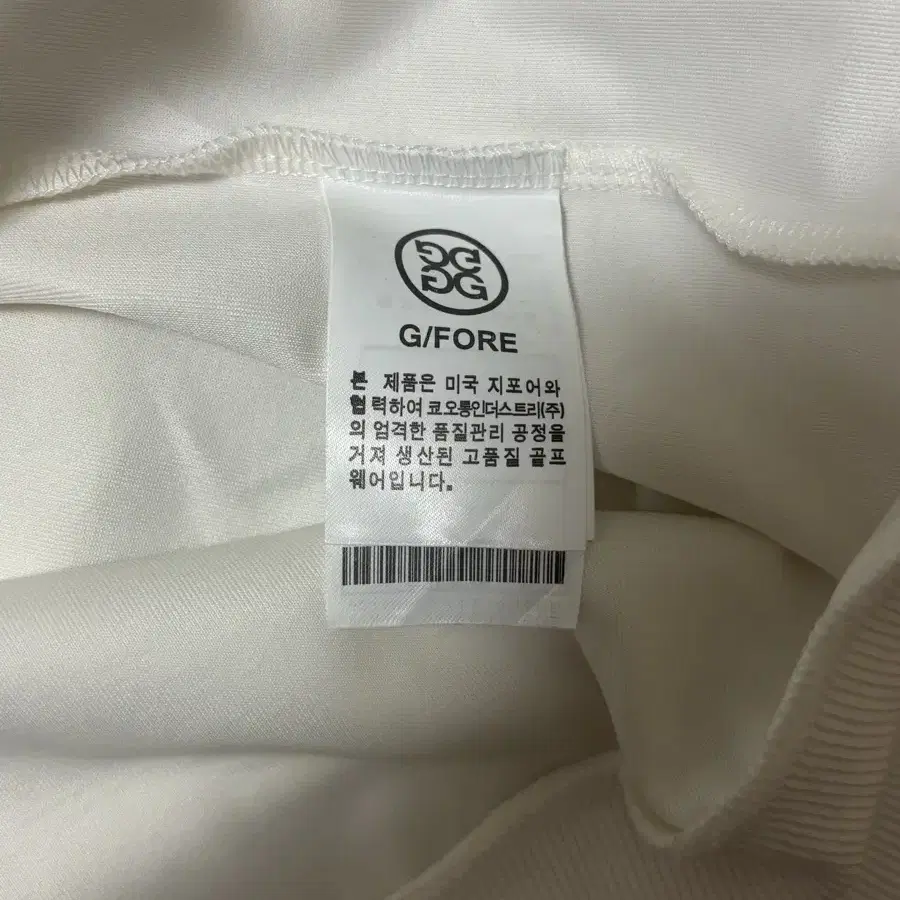 G/FORE
본 제품은 미국 지포어와
협력하여 코오롱인더스트리(주)
의 엄격한 품질관리 공정을
거쳐 생산된 고품질 골프
웨어입니다.